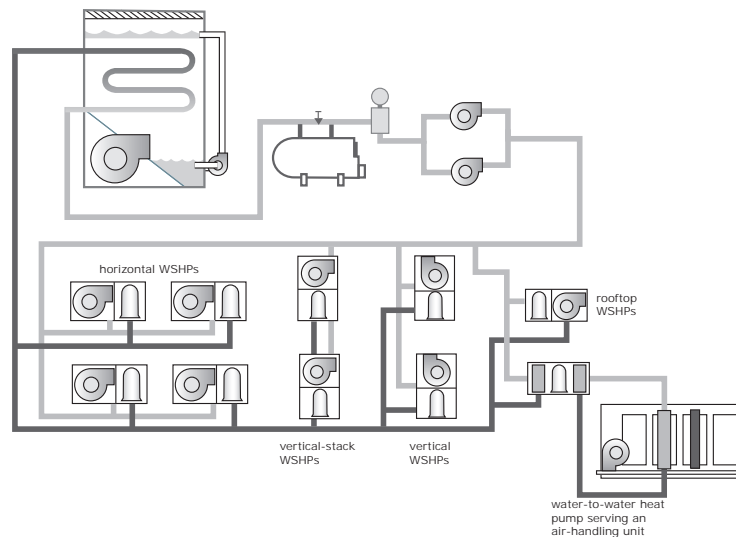 horizontal WSHPs
rooftop
WSHPs
vertical-stack
WSHPs
vertical
WSHPs
water-to-water heat
pump serving an
air-handling unit